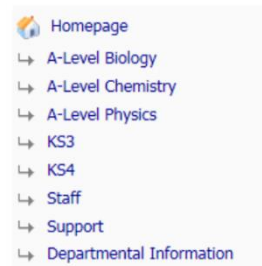 Homepage
A-Level Biology
A-Level Chemistry
A-Level Physics
KS3
KS4
Staff
Support
Departmental Information